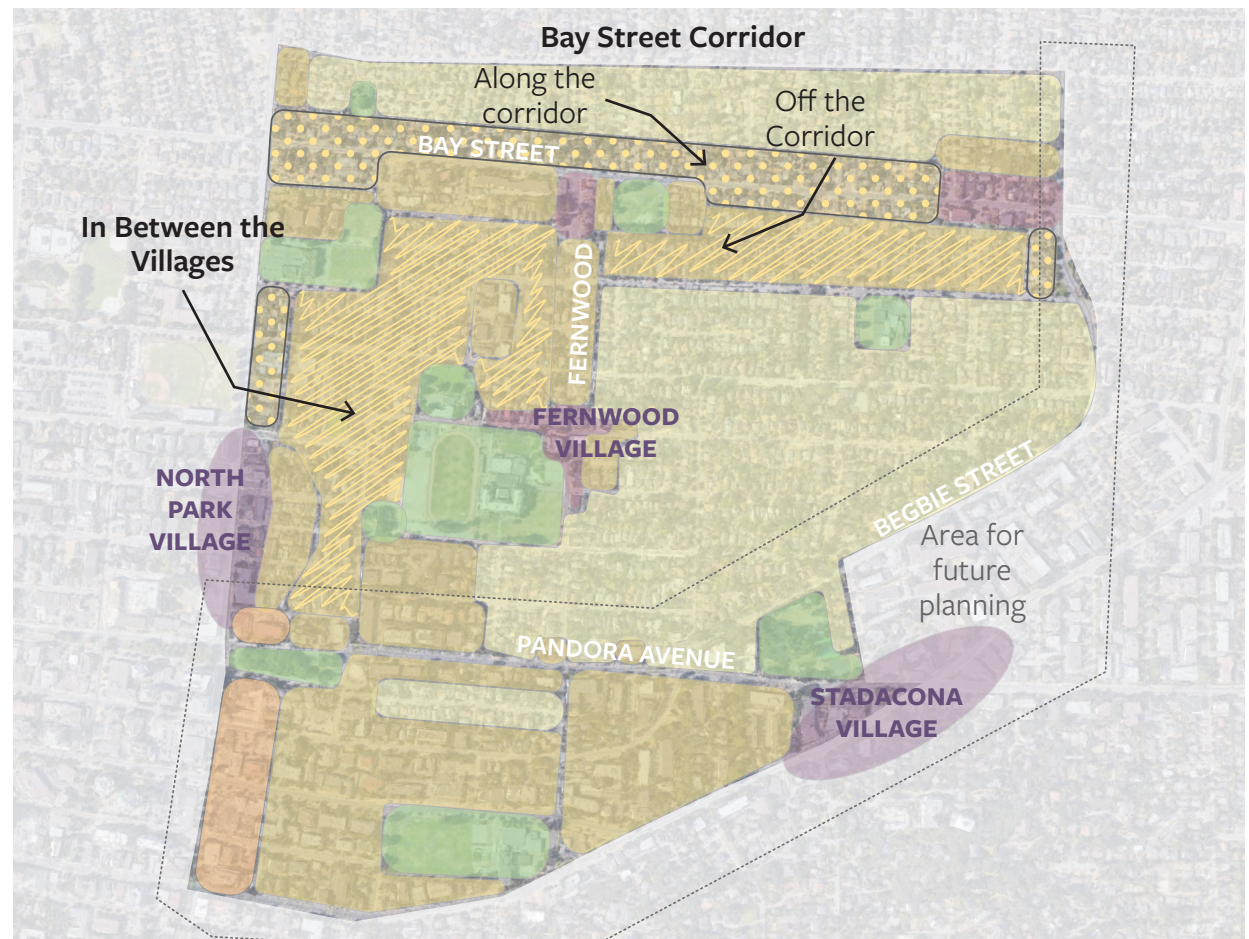 Bay Street Corridor
Along the
corridor
Off the
Corridor
BAY STREET
In Between the
Villages
FERNWOOD
FERNWOOD
VILLAGE
NORTH
PARK
VILLAGE
BEGBIE STREET
Area for
future
planning
PANDORA AVENUE
STADACONA
VILLAGE